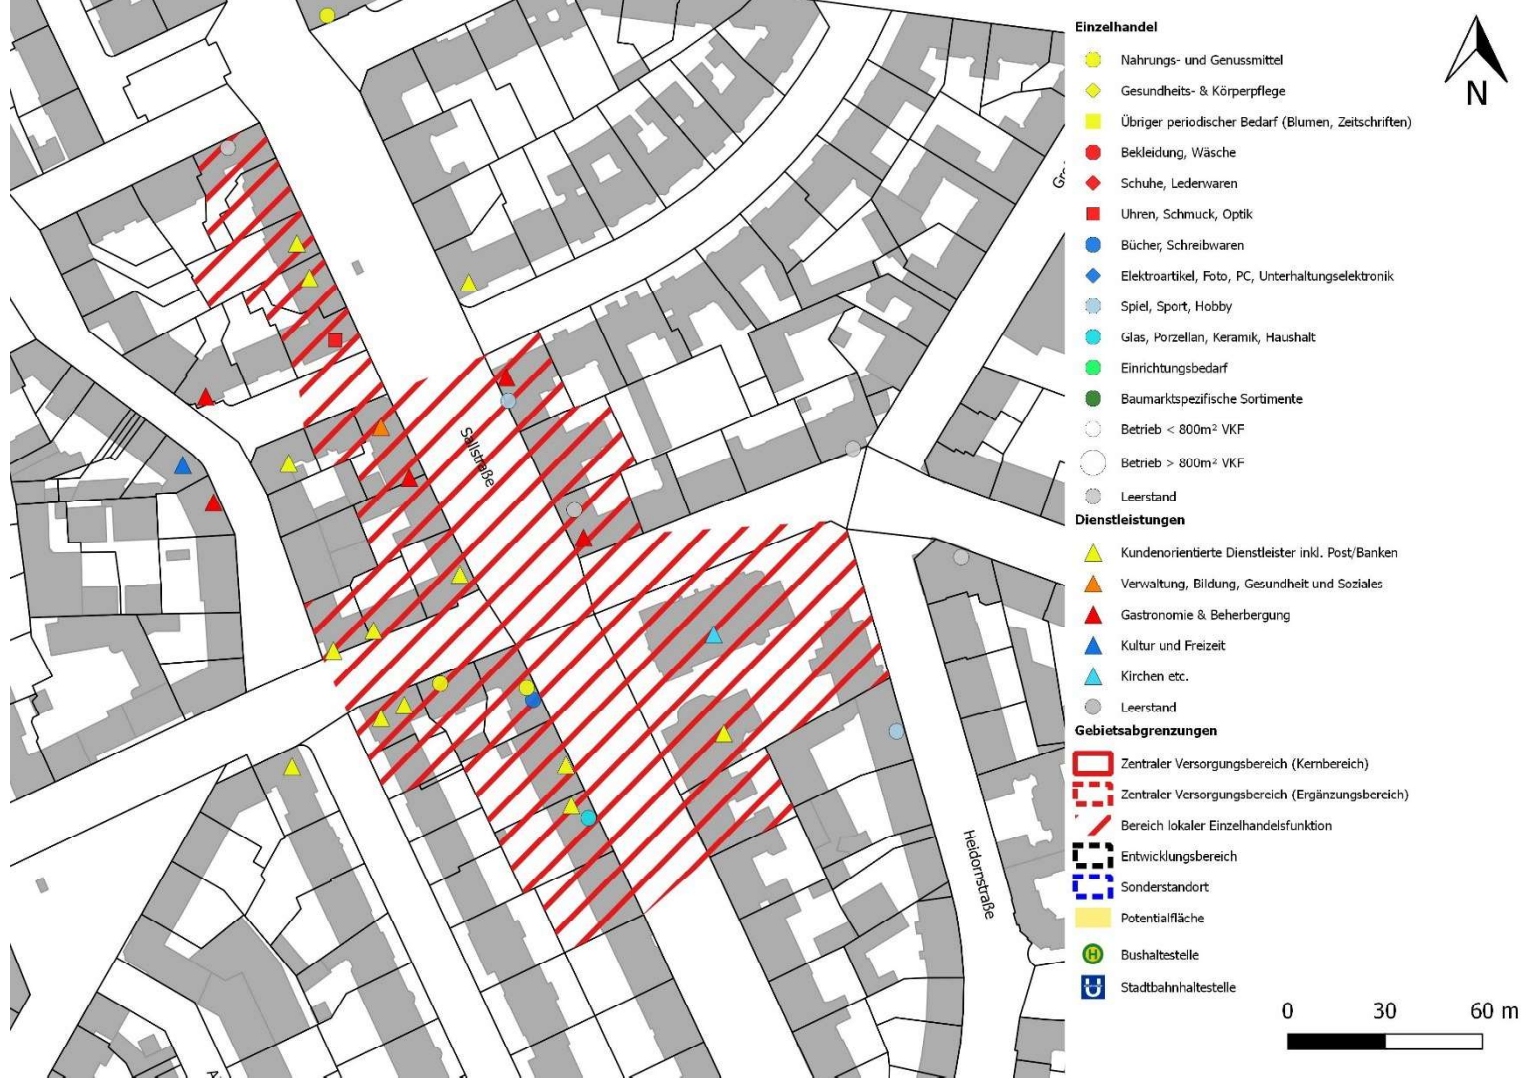 Einzelhandel
Nahrungs- und Genussmittel
Gesundheits- & Körperpflege
Übriger periodischer Bedarf (Blumen, Zeitschriften)
Bekleidung, Wäsche
Schuhe, Lederwaren
Uhren, Schmuck, Optik
Bücher, Schreibwaren
Elektroartikel, Foto, PC, Unterhaltungselektronik
Spiel, Sport, Hobby
Glas, Porzellan, Keramik, Haushalt
Einrichtungsbedarf
Baumarktspezifische Sortimente
Betrieb < 800m² VKF
Betrieb > 800m² VKF
Leerstand
Dienstleistungen
Kundenorientierte Dienstleister inkl. Post/Banken
Verwaltung, Bildung, Gesundheit und Soziales
Gastronomie & Beherbergung
Kultur und Freizeit
Kirchen etc.
Leerstand
Gebietsabgrenzungen
Zentraler Versorgungsbereich (Kernbereich)
Zentraler Versorgungsbereich (Ergänzungsbereich)
Bereich lokaler Einzelhandelsfunktion
Entwicklungsbereich
Sonderstandort
Potentialfläche
H Bushaltestelle
U Stadtbahnhaltestelle
N
0 30 60 m
Sallstraße
Heidornstraße